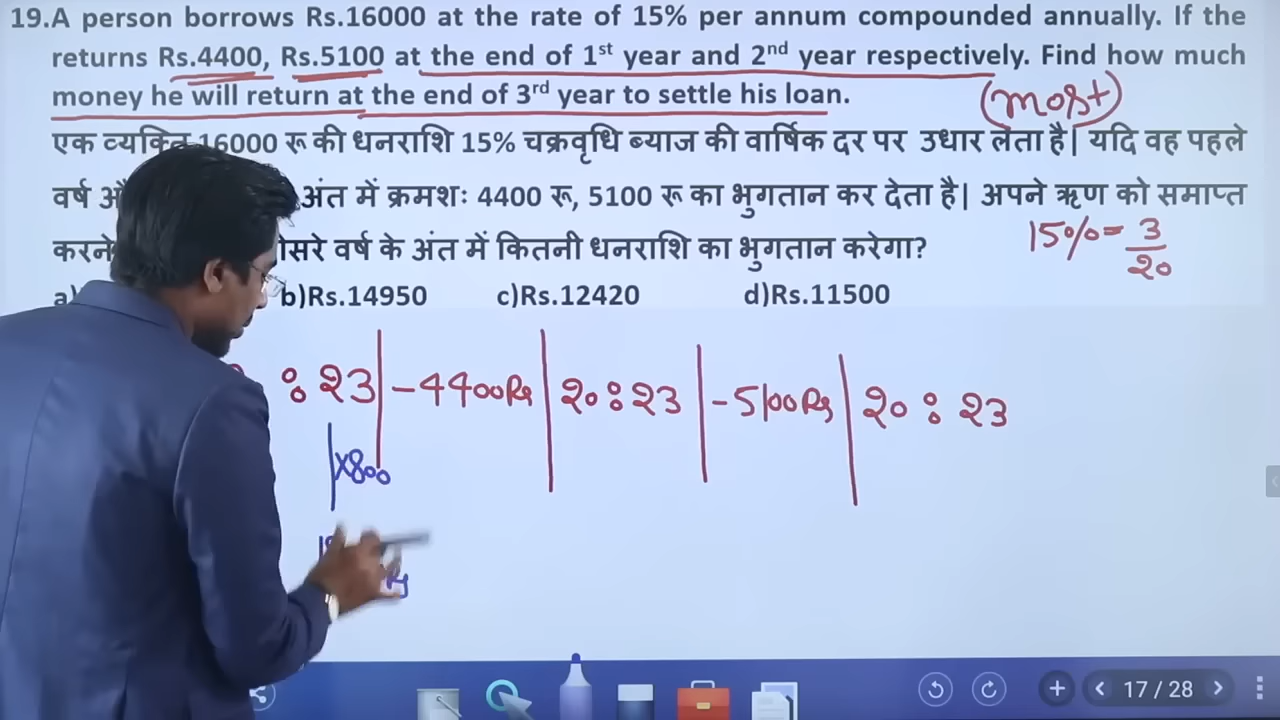 19.A person borrows Rs.16000 at the rate of 15% per annum compounded annually. If the
returns Rs.4400, Rs.5100 at the end of 1st year and 2nd year respectively. Find how much
money he will return at the end of 3rd year to settle his loan.
(most)
एक व्यक्ति 16000 रू की धनराशि 15% चक्रवृधि ब्याज की वार्षिक दर पर उधार लेता है| यदि वह पहले
वर्ष अंत में क्रमशः 4400 रू, 5100 रू का भुगतान कर देता है| अपने ऋण को समाप्त
15%=3/20
करने वर्ष के अंत में कितनी धनराशि का भुगतान करेगा?
b)Rs.14950 c)Rs.12420 d)Rs.11500
: 23 | -4400Rs | 20 : 23 | -5100Rs | 20 : 23
x800
17 / 28